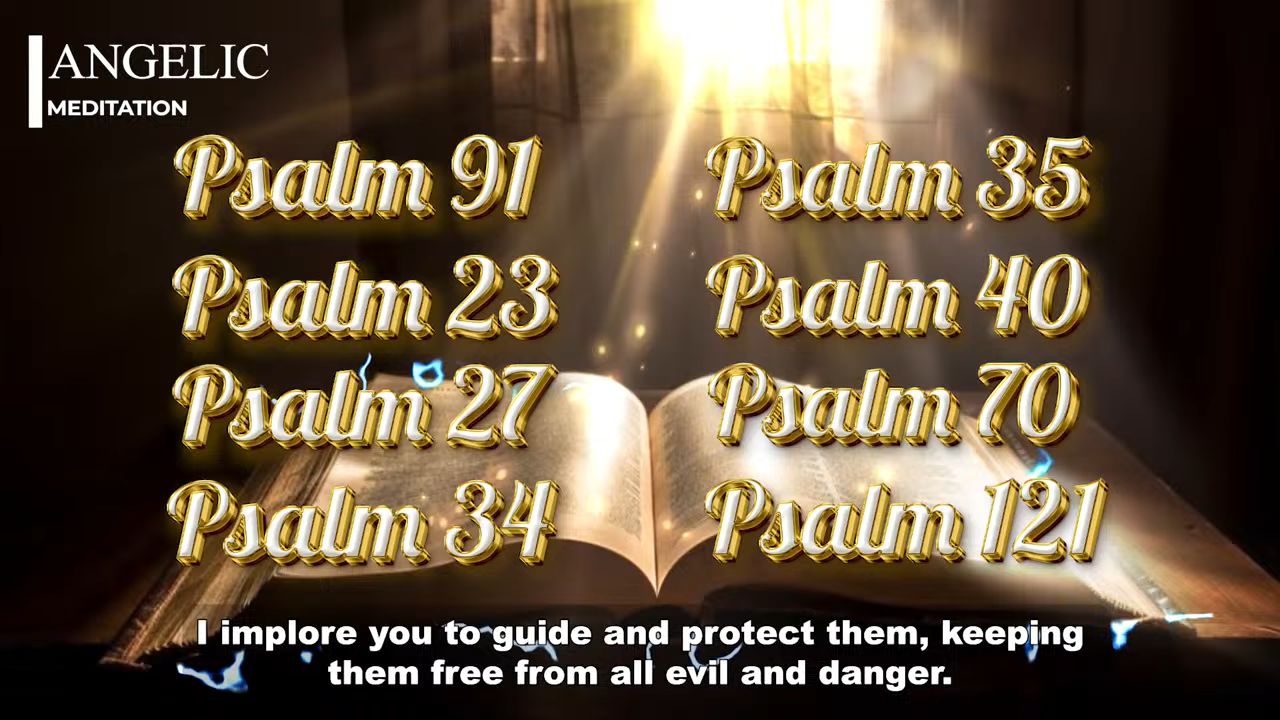 ANGELIC
MEDITATION
Psalm 91
Psalm 23
Psalm 27
Psalm 34
Psalm 35
Psalm 40
Psalm 70
Psalm 121
I implore you to guide and protect them, keeping
them free from all evil and danger.